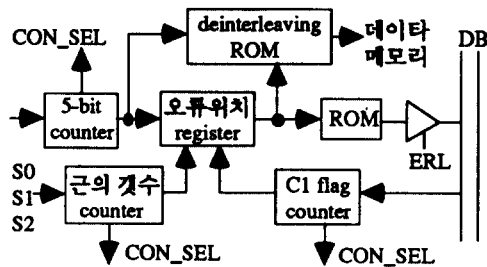 deinterleaving
ROM
데이타
메모리
DB
CON_SEL
5-bit
counter
오류위치
register
ROM
ERL
S0
S1
S2
근의 갯수
counter
C1 flag
counter
CON_SEL
CON_SEL